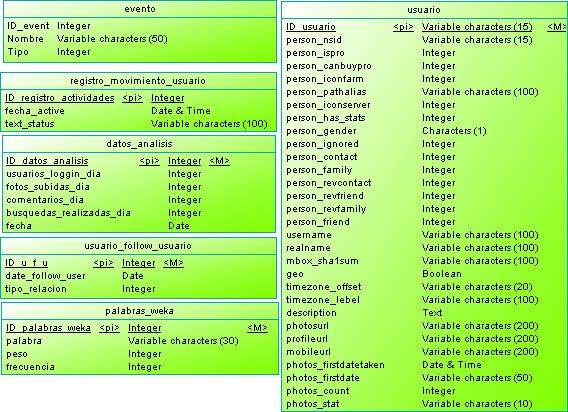 evento
ID_event Integer
Nombre Variable characters (50)
Tipo Integer
registro_movimiento_usuario
ID_registro_actividades <pi> Integer
fecha_active Date & Time
text_status Variable characters (100)
datos_analisis
ID_datos_analisis <pi> Integer <M>
usuarios_loggin_dia Integer
fotos_subidas_dia Integer
comentarios_dia Integer
busquedas_realizadas_dia Integer
fecha Date
usuario_follow_usuario
ID_u_f_u <pi> Integer <M>
date_follow_user Date
tipo_relacion Integer
palabras_weka
ID_palabras_weka <pi> Integer <M>
palabra Variable characters (30)
peso Integer
frecuencia Integer
usuario
ID_usuario <pi> Variable characters (15) <M>
person_nsid Variable characters (15)
person_ispro Integer
person_canbuypro Integer
person_iconfarm Integer
person_pathalias Variable characters (100)
person_iconserver Integer
person_has_stats Integer
person_gender Characters (1)
person_ignored Integer
person_contact Integer
person_family Integer
person_revcontact Integer
person_revfriend Integer
person_revfamily Integer
person_friend Integer
username Variable characters (100)
realname Variable characters (100)
mbox_sha1sum Variable characters (100)
geo Boolean
timezone_offset Variable characters (20)
timezone_lebel Variable characters (100)
description Text
photosurl Variable characters (200)
profileurl Variable characters (200)
mobileurl Variable characters (200)
photos_firstdatetaken Date & Time
photos_firstdate Variable characters (50)
photos_count Integer
photos_stat Variable characters (10)